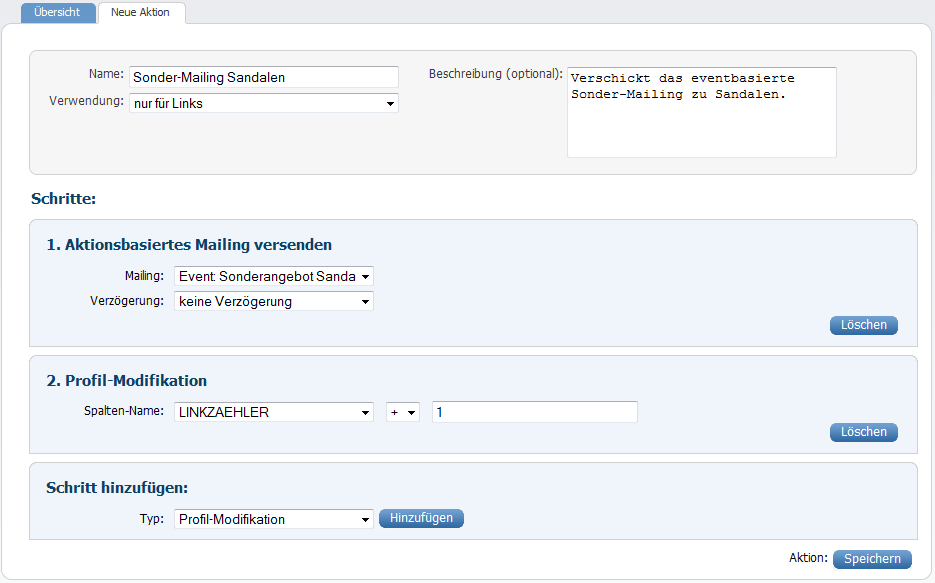 Übersicht Neue Aktion
Name: Sonder-Mailing Sandalen
Verwendung: nur für Links
Beschreibung (optional): Verschickt das eventbasierte
Sonder-Mailing zu Sandalen.
Schritte:
1. Aktionsbasiertes Mailing versenden
Mailing: Event: Sonderangebot Sanda
Verzögerung: keine Verzögerung
Löschen
2. Profil-Modifikation
Spalten-Name: LINKZAEHLER + 1
Löschen
Schritt hinzufügen:
Typ: Profil-Modifikation Hinzufügen
Aktion: Speichern